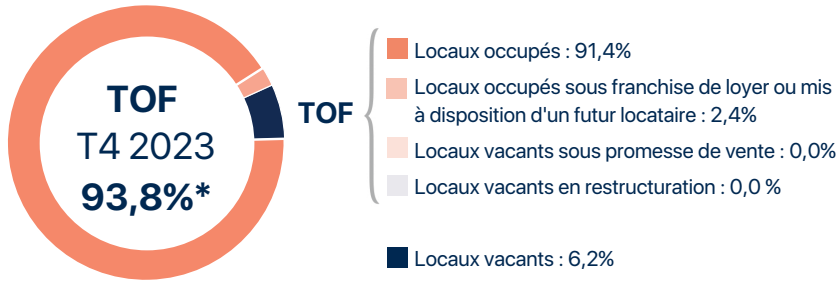 TOF
T4 2023
93,8%*
TOF
Locaux occupés : 91,4%
Locaux occupés sous franchise de loyer ou mis
à disposition d'un futur locataire : 2,4%
Locaux vacants sous promesse de vente : 0,0%
Locaux vacants en restructuration : 0,0 %
Locaux vacants : 6,2%